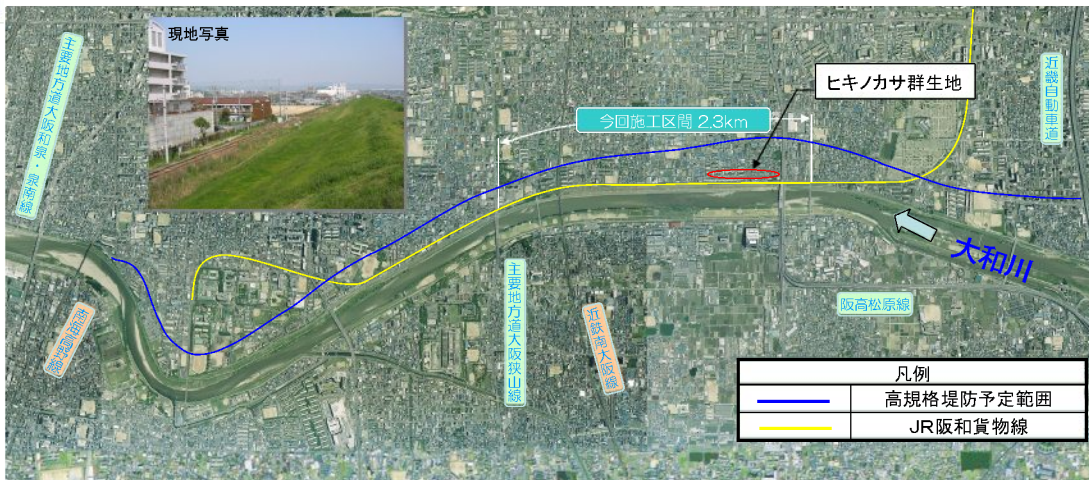 現地写真
主要地方道大阪和泉・泉南線
ヒキノカサ群生地
今回施工区間 2.3km
近畿自動車道
大和川
南海高野線
主要地方道大阪狭山線
近鉄南大阪線
阪高松原線
凡例
高規格堤防予定範囲
JR阪和貨物線